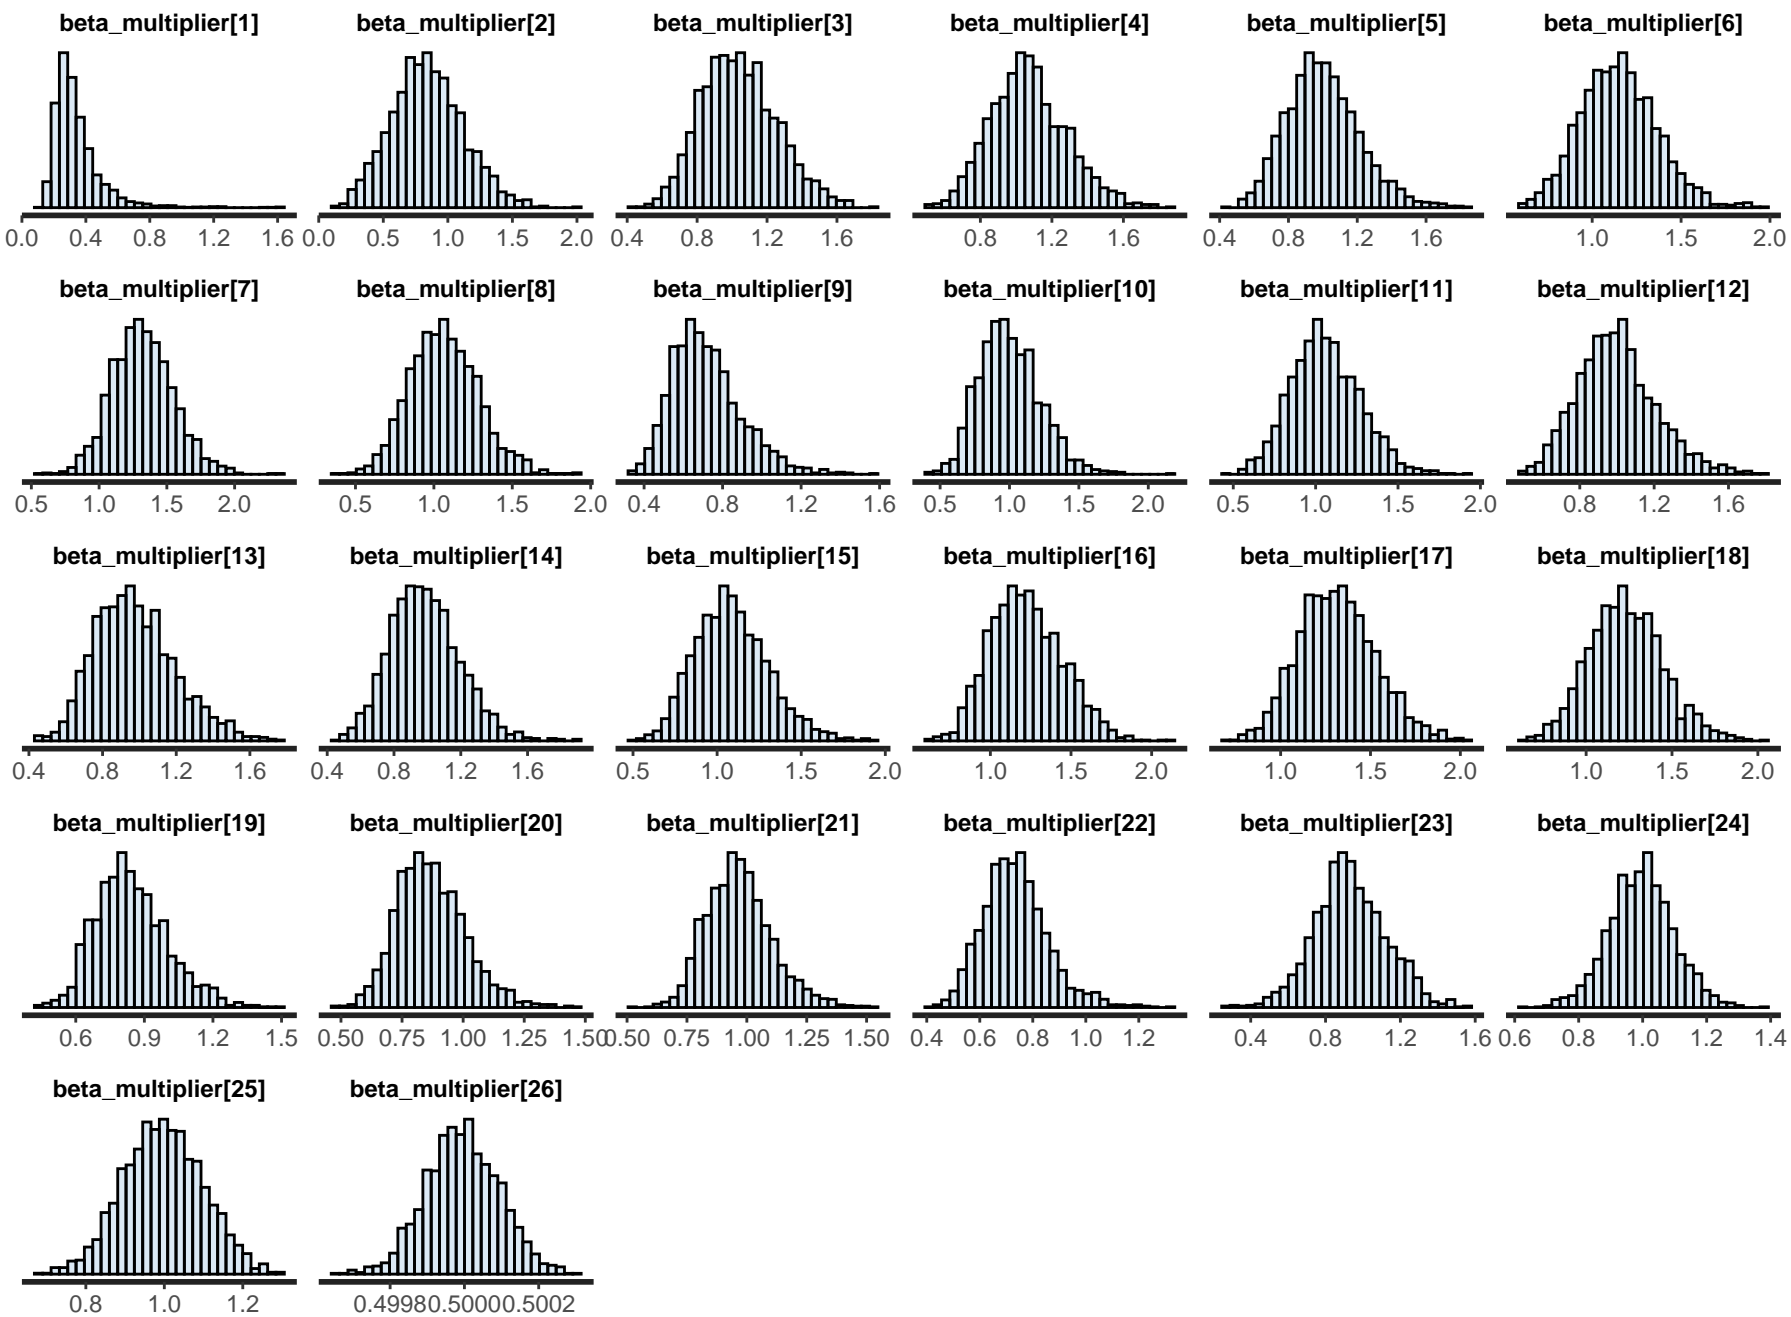 beta_multiplier[1] beta_multiplier[2] beta_multiplier[3] beta_multiplier[4] beta_multiplier[5] beta_multiplier[6]
0.0 0.4 0.8 1.2 1.6 0.0 0.5 1.0 1.5 2.0 0.4 0.8 1.2 1.6 0.8 1.2 1.6 0.4 0.8 1.2 1.6 1.0 1.5 2.0
beta_multiplier[7] beta_multiplier[8] beta_multiplier[9] beta_multiplier[10] beta_multiplier[11] beta_multiplier[12]
0.5 1.0 1.5 2.0 0.5 1.0 1.5 2.0 0.4 0.8 1.2 1.6 0.5 1.0 1.5 2.0 0.5 1.0 1.5 2.0 0.8 1.2 1.6
beta_multiplier[13] beta_multiplier[14] beta_multiplier[15] beta_multiplier[16] beta_multiplier[17] beta_multiplier[18]
0.4 0.8 1.2 1.6 0.4 0.8 1.2 1.6 0.5 1.0 1.5 2.0 1.0 1.5 2.0 1.0 1.5 2.0 1.0 1.5 2.0
beta_multiplier[19] beta_multiplier[20] beta_multiplier[21] beta_multiplier[22] beta_multiplier[23] beta_multiplier[24]
0.6 0.9 1.2 1.5 0.50 0.75 1.00 1.25 1.50 0.50 0.75 1.00 1.25 1.50 0.4 0.6 0.8 1.0 1.2 0.4 0.8 1.2 1.6 0.6 0.8 1.0 1.2 1.4
beta_multiplier[25] beta_multiplier[26]
0.8 1.0 1.2 0.4998 0.5000 0.5002